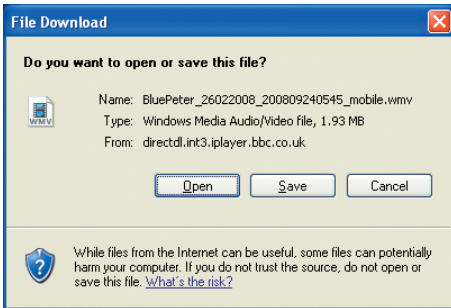 File Download
Do you want to open or save this file?
WMV
Name: BluePeter_26022008_200809240545_mobile.wmv
Type: Windows Media Audio/Video file, 1.93 MB
From: directdl.int3.iplayer.bbc.co.uk
Open Save Cancel
While files from the Internet can be useful, some files can potentially
harm your computer. If you do not trust the source, do not open or
save this file. What's the risk?